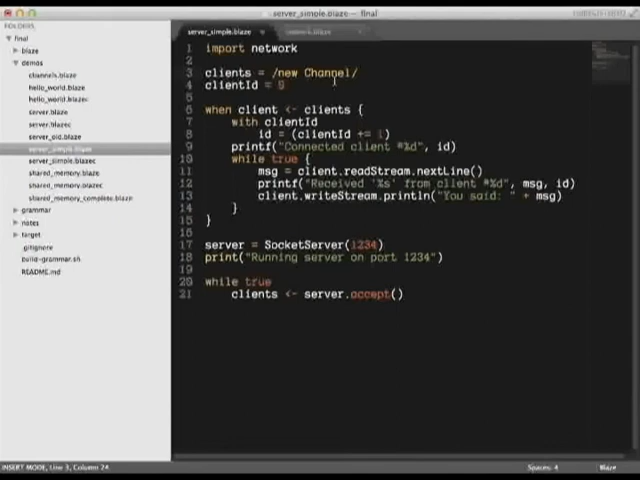 server_simple.blaze — final
UNREGISTERED
FOLDERS
final
blaze
demos
channels.blaze
hello_world.blaze
hello_world.blazec
server.blaze
server.blazec
server_old.blaze
server_simple.blaze
server_simple.blazec
shared_memory.blaze
shared_memory.blazec
shared_memory_complete.blaze
grammar
notes
target
.gitignore
build-grammar.sh
README.md
server_simple.blaze
network.blaze
1 import network
2
3 clients = /new Channel/
4 clientId = 0
5
6 when client <- clients {
7 with clientId
8 id = (clientId += 1)
9 printf("Connected client #%d", id)
10 while true {
11 msg = client.readStream.nextLine()
12 printf("Received '%s' from client #%d", msg, id)
13 client.writeStream.println("You said: " + msg)
14 }
15 }
16
17 server = SocketServer(1234)
18 print("Running server on port 1234")
19
20 while true
21 clients <- server.accept()
INSERT MODE, Line 3, Column 24
Spaces: 4
Blaze